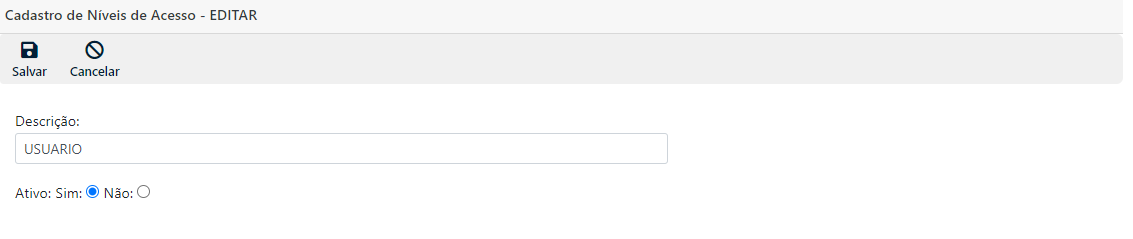 Cadastro de Níveis de Acesso - EDITAR
Salvar Cancelar
Descrição:
USUARIO
Ativo: Sim: Não: